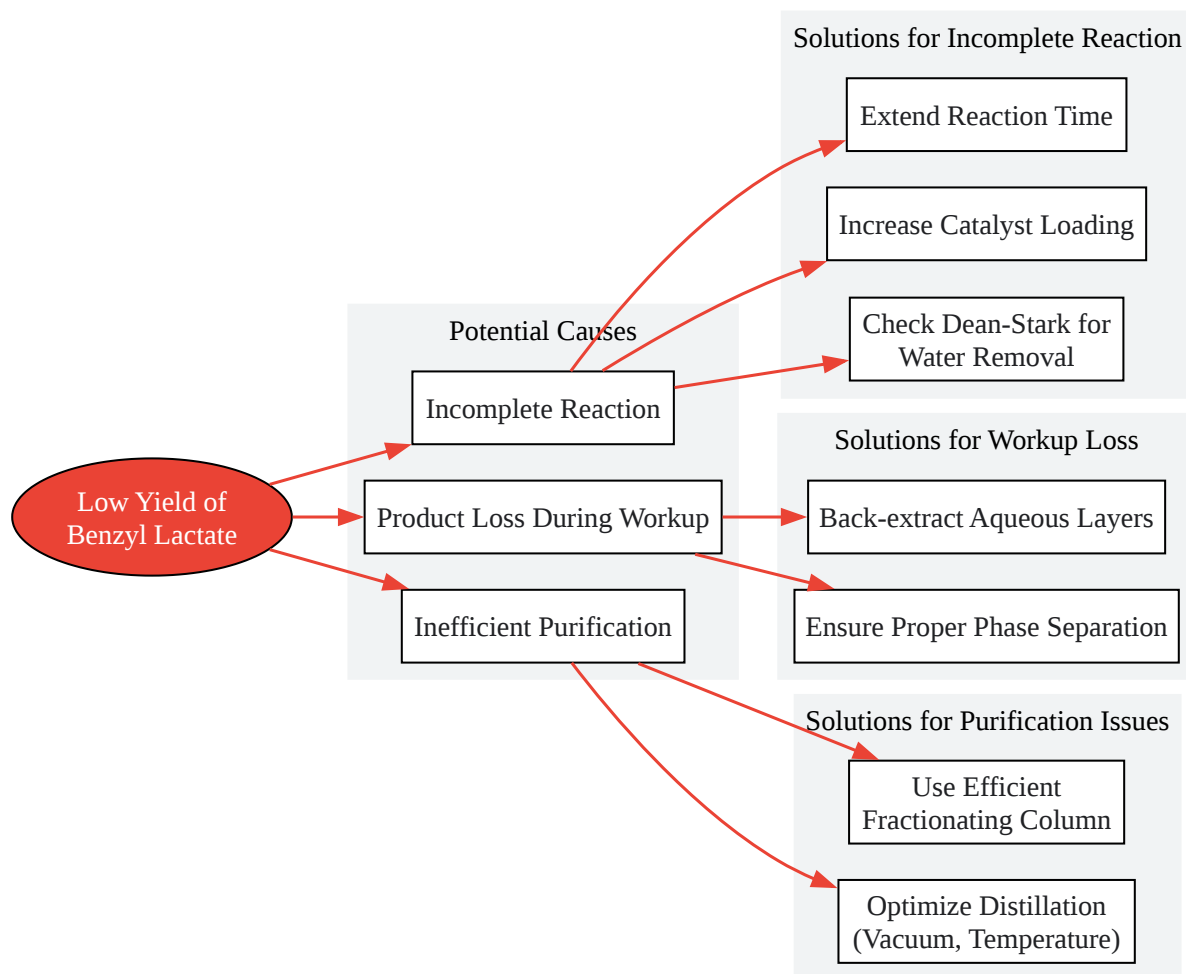 Low Yield of
Benzyl Lactate
Potential Causes
Incomplete Reaction
Product Loss During Workup
Inefficient Purification
Solutions for Incomplete Reaction
Extend Reaction Time
Increase Catalyst Loading
Check Dean-Stark for
Water Removal
Solutions for Workup Loss
Back-extract Aqueous Layers
Ensure Proper Phase Separation
Solutions for Purification Issues
Use Efficient
Fractionating Column
Optimize Distillation
(Vacuum, Temperature)